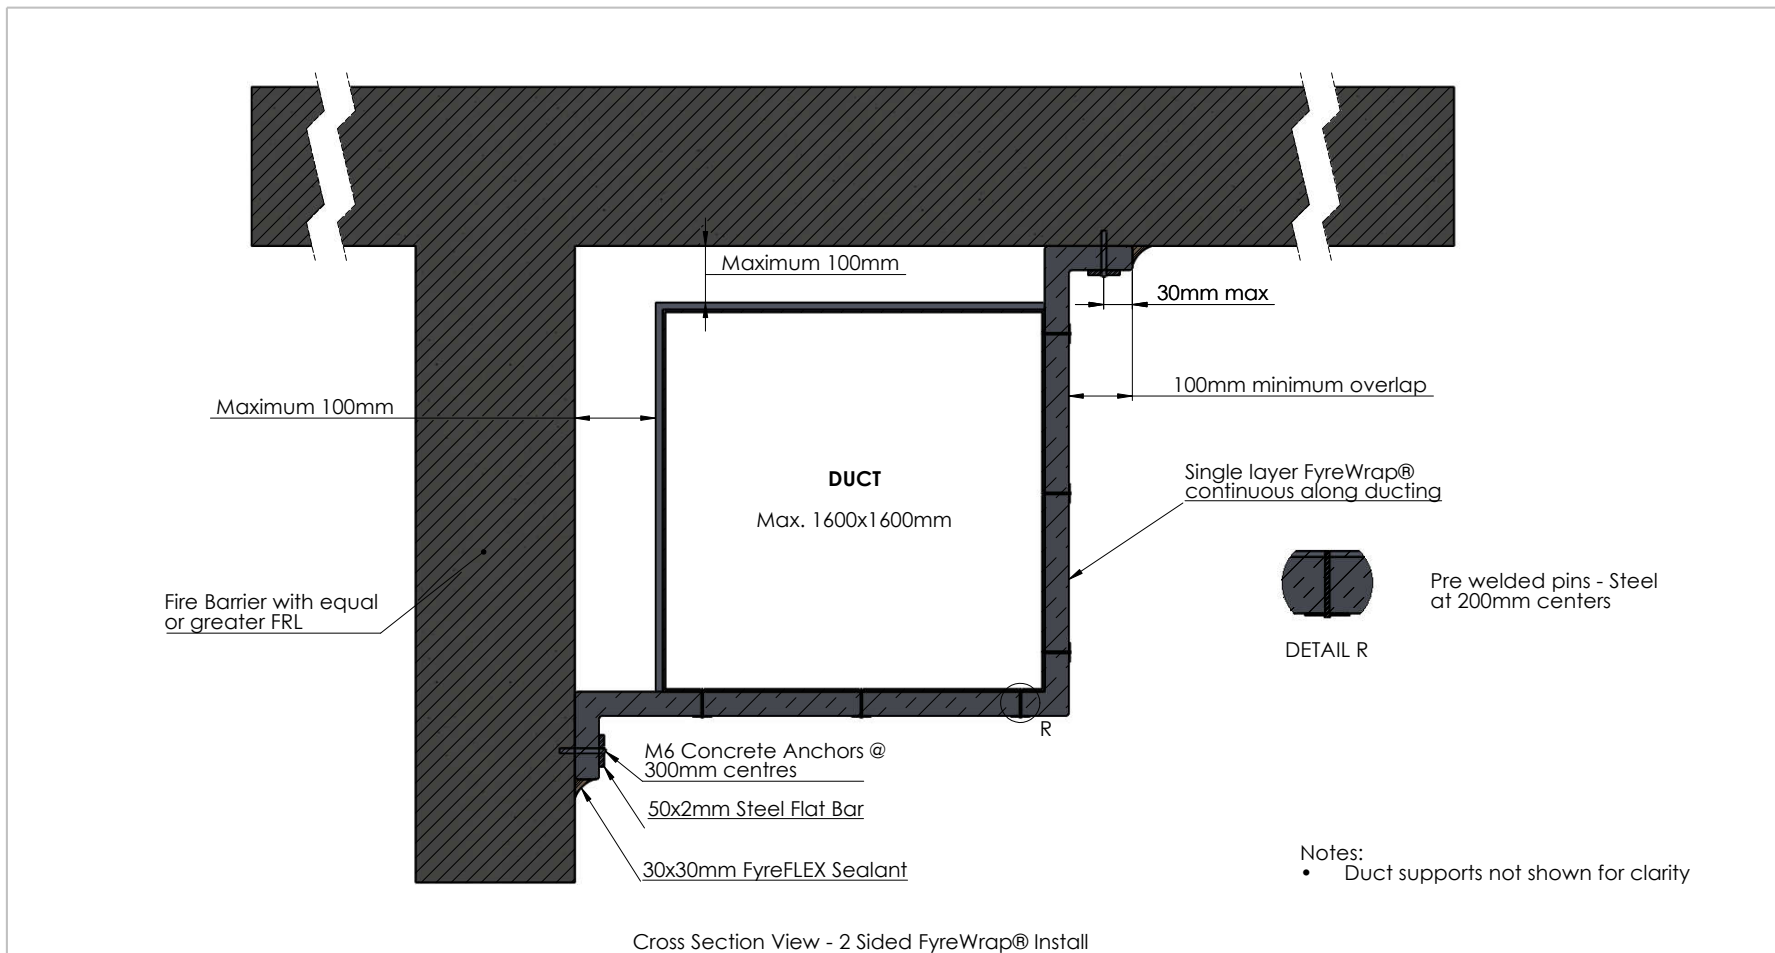 Maximum 100mm
30mm max
100mm minimum overlap
Maximum 100mm
DUCT
Max. 1600x1600mm
Single layer FyreWrap®
continuous along ducting
Pre welded pins - Steel
at 200mm centers
Fire Barrier with equal
or greater FRL
DETAIL R
R
M6 Concrete Anchors @
300mm centres
50x2mm Steel Flat Bar
30x30mm FyreFLEX Sealant
Notes:
• Duct supports not shown for clarity
Cross Section View - 2 Sided FyreWrap® Install